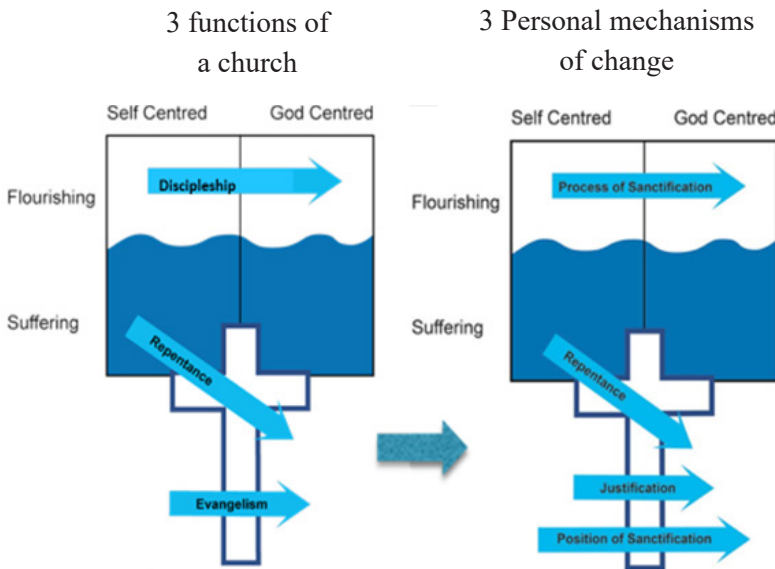 3 functions of
a church
Self Centred God Centred
Flourishing
Discipleship
Suffering
Repentance
Evangelism
3 Personal mechanisms
of change
Self Centred God Centred
Flourishing
Process of Sanctification
Suffering
Repentance
Justification
Position of Sanctification